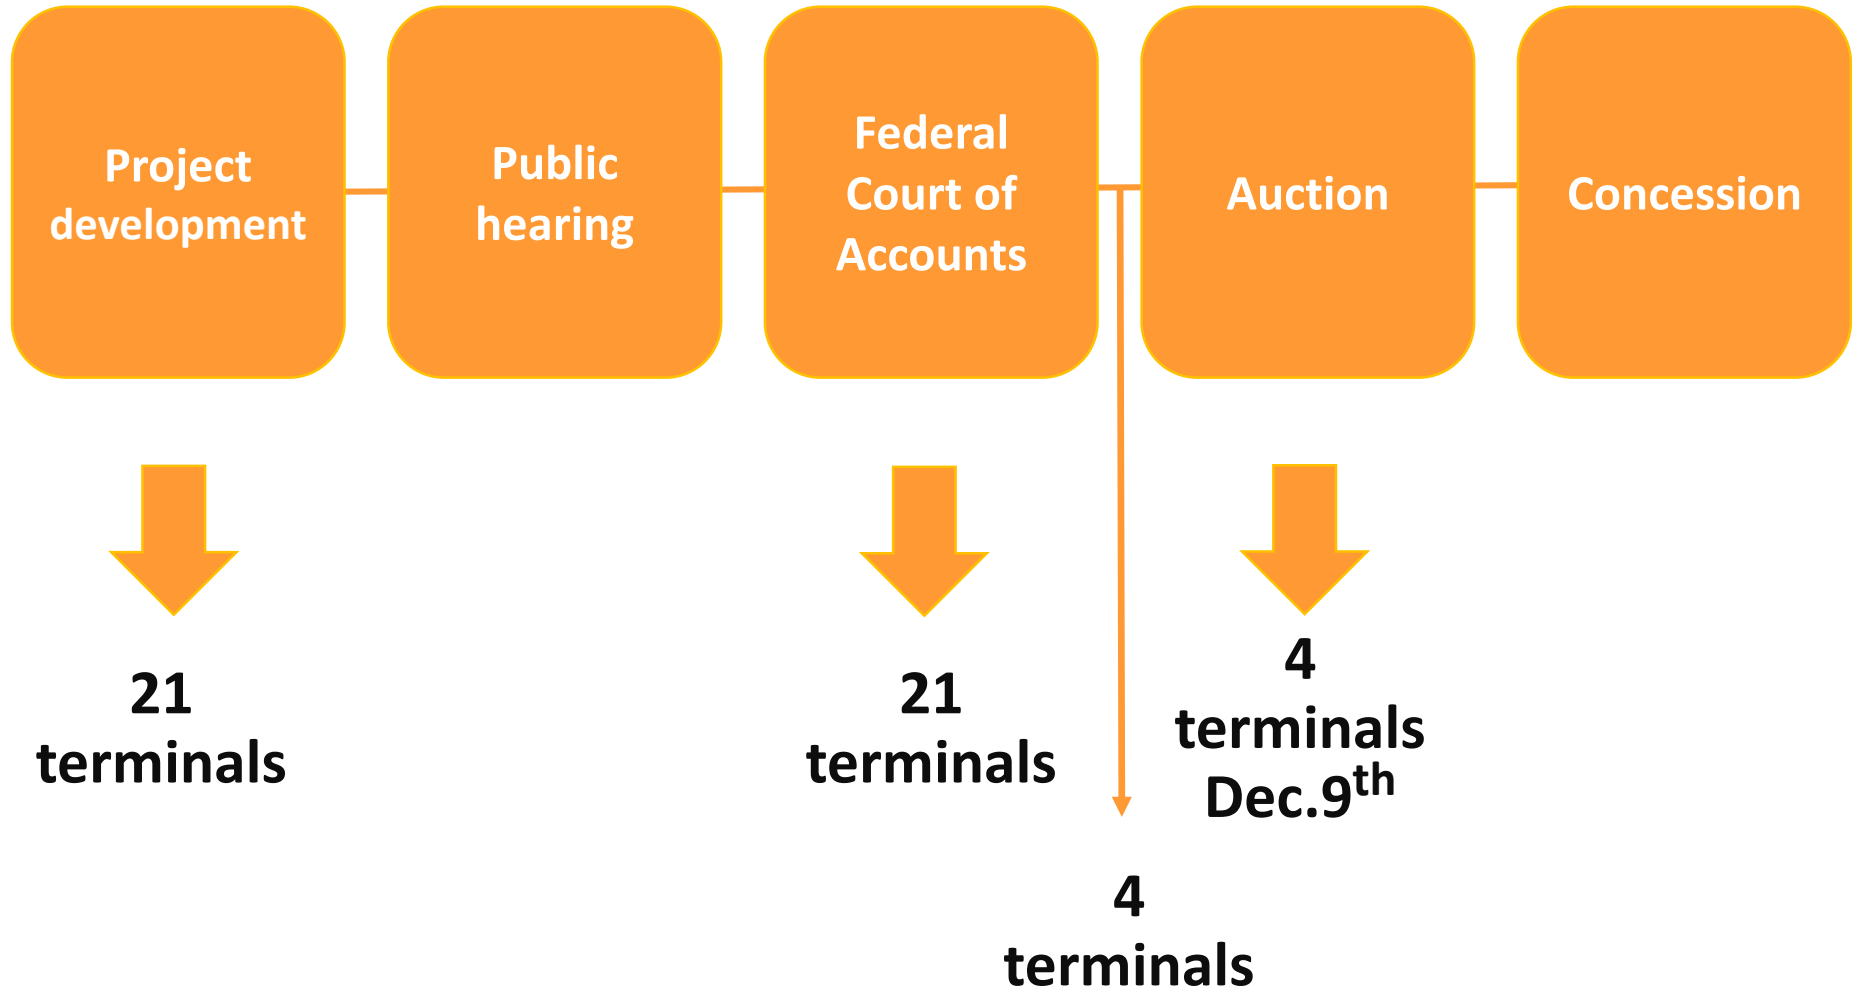 Project
development
Public
hearing
Federal
Court of
Accounts
Auction
Concession
21
terminals
21
terminals
4
terminals
Dec.9th
4
terminals